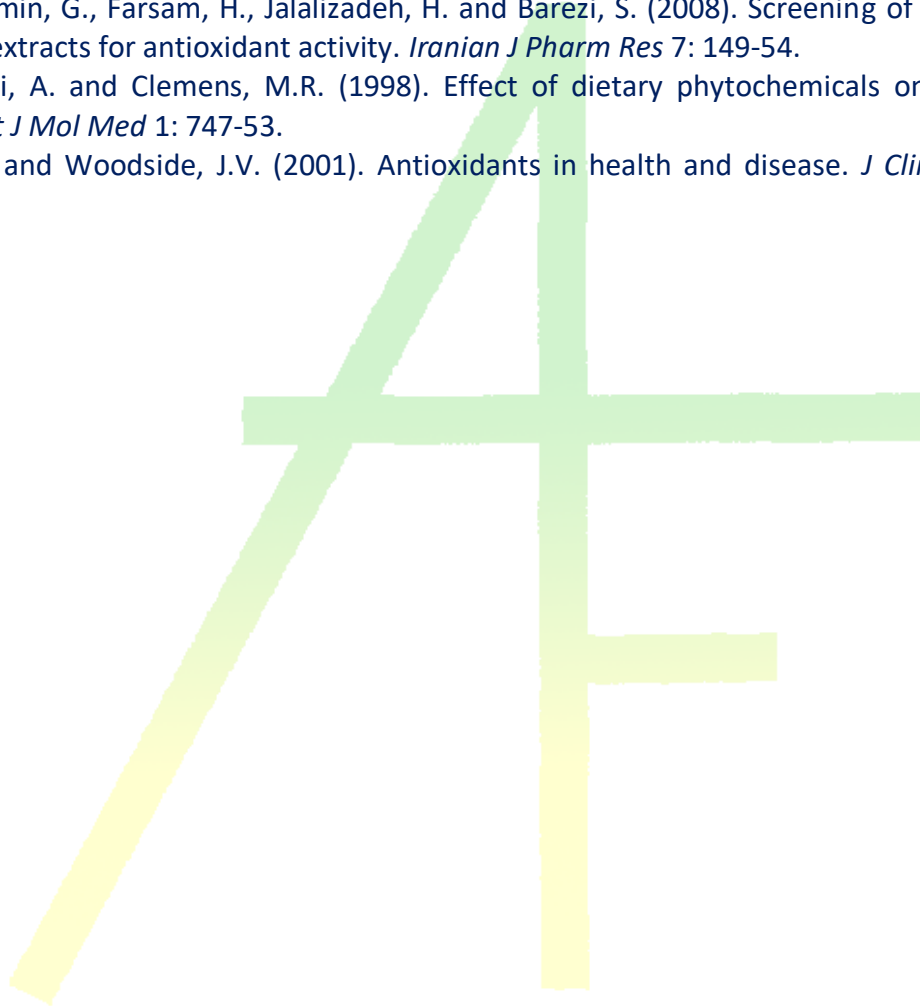 min, G., Farsam, H., Jalalizadeh, H. and Barezi, S. (2008). Screening of
extracts for antioxidant activity. Iranian J Pharm Res 7: 149-54.
i, A. and Clemens, M.R. (1998). Effect of dietary phytochemicals on
t J Mol Med 1: 747-53.
and Woodside, J.V. (2001). Antioxidants in health and disease. J Clin